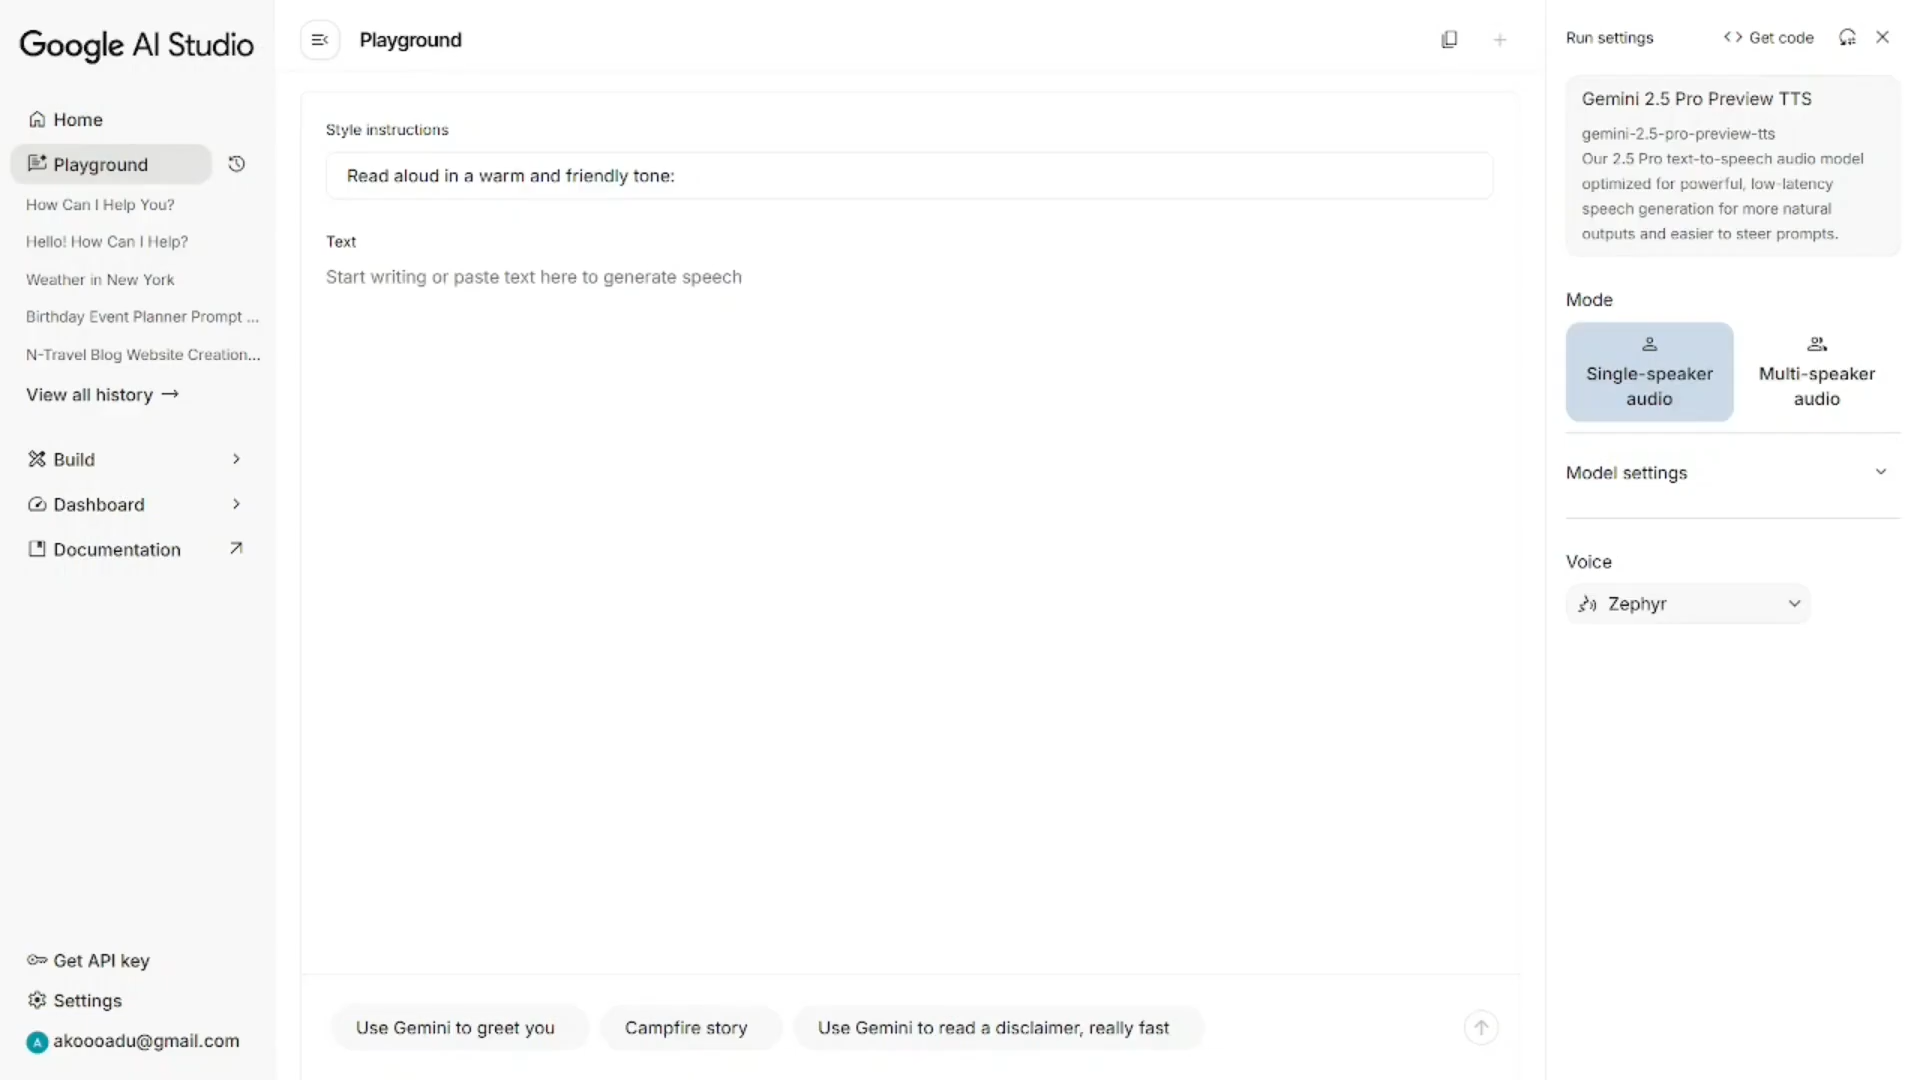 Google AI Studio
Home
Playground
How Can I Help You?
Hello! How Can I Help?
Weather in New York
Birthday Event Planner Prompt ...
N-Travel Blog Website Creation...
View all history
Build
Dashboard
Documentation
Get API key
Settings
A akoooadu@gmail.com
Playground
Style instructions
Read aloud in a warm and friendly tone:
Text
Start writing or paste text here to generate speech
Use Gemini to greet you
Campfire story
Use Gemini to read a disclaimer, really fast
Run settings
<> Get code
Gemini 2.5 Pro Preview TTS
gemini-2.5-pro-preview-tts
Our 2.5 Pro text-to-speech audio model
optimized for powerful, low-latency
speech generation for more natural
outputs and easier to steer prompts.
Mode
Single-speaker
audio
Multi-speaker
audio
Model settings
Voice
Zephyr